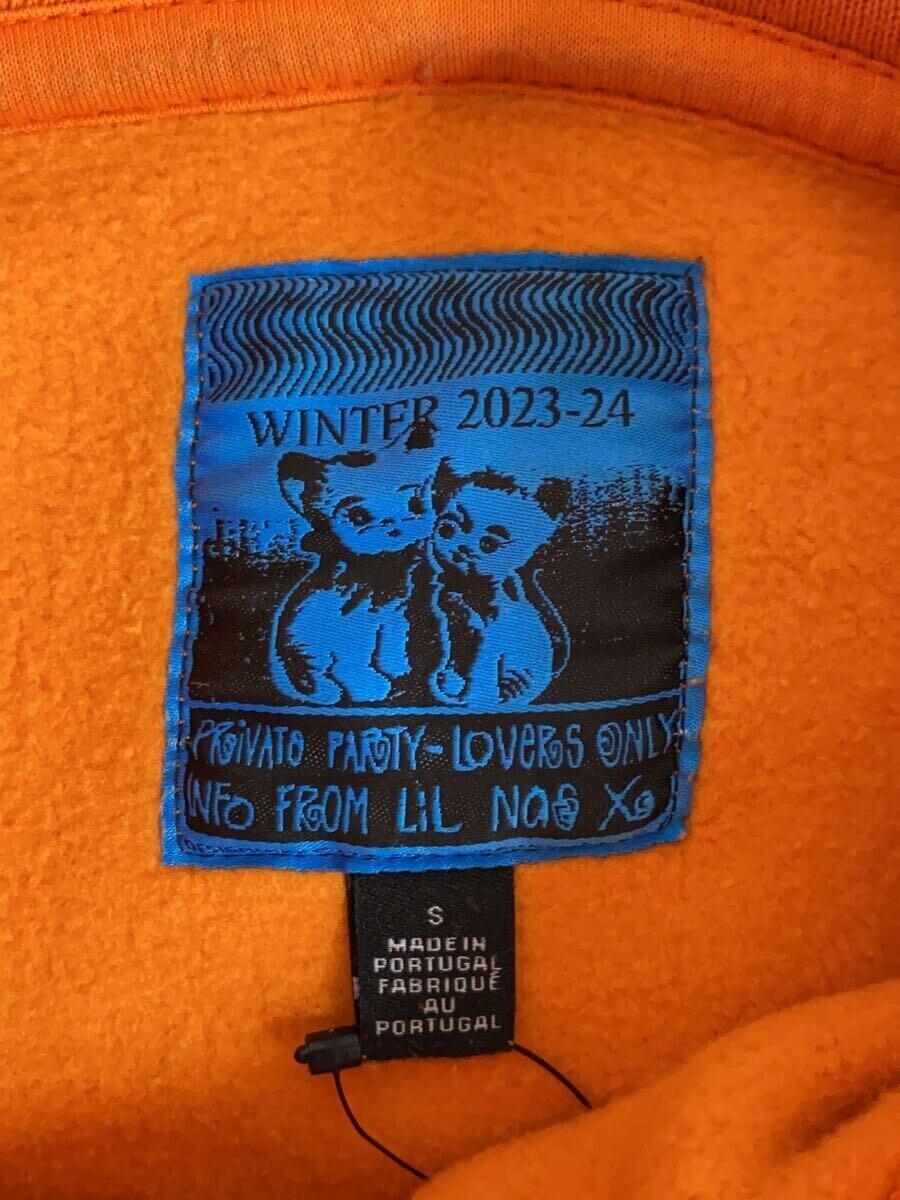 WINTER 2023-24
PRiVATE PARTY-LOVERS ONLY
INFO FROM LiL NAS X
S
MADE IN
PORTUGAL
FABRIQUÉ
AU
PORTUGAL